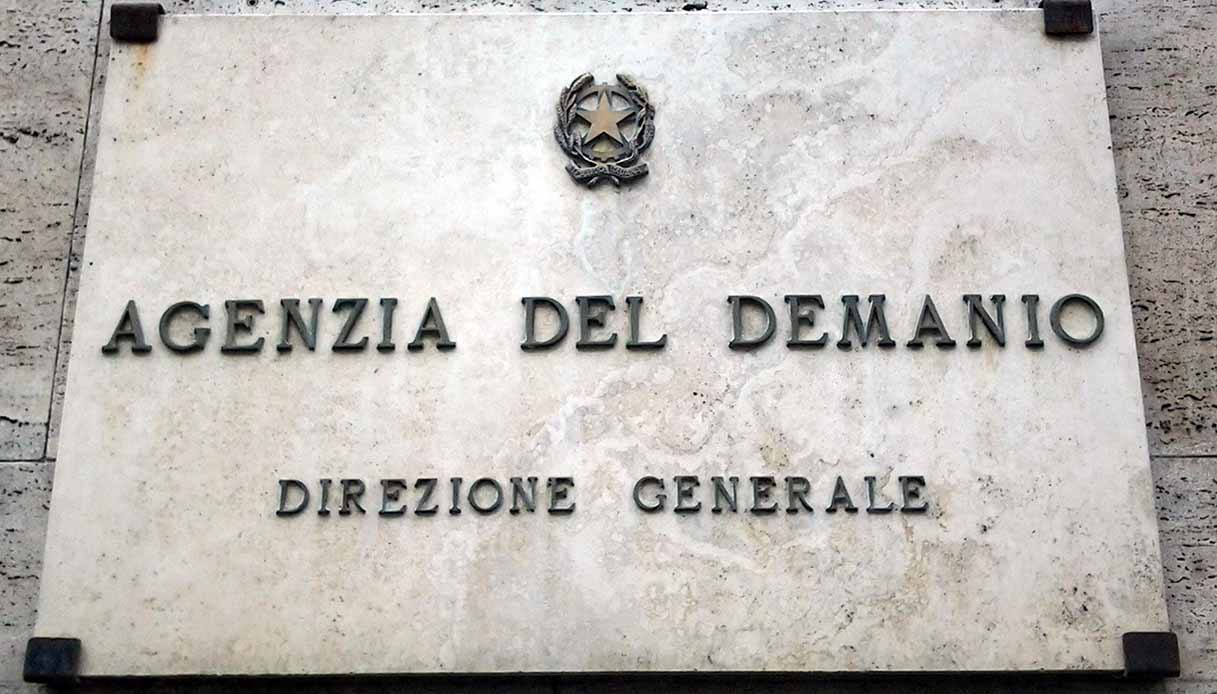 AGENZIA DEL DEMANIO
DIREZIONE GENERALE